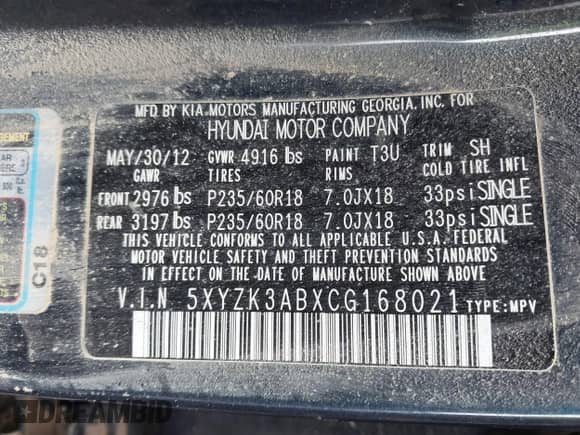 MFD BY KIA MOTORS MANUFACTURING GEORGIA, INC. FOR
HYUNDAI MOTOR COMPANY
MAY/30/12 GVWR 4916 lbs PAINT T3U TRIM SH
GAWR TIRES RIMS COLD TIRE INFL
FRONT 2976 lbs P235/60R18 7.0JX18 33psi SINGLE
REAR 3197 lbs P235/60R18 7.0JX18 33psi SINGLE
THIS VEHICLE CONFORMS TO ALL APPLICABLE U.S.A. FEDERAL
MOTOR VEHICLE SAFETY, BUMPER, AND THEFT PREVENTION STANDARDS
IN EFFECT ON THE DATE OF MANUFACTURE SHOWN ABOVE.
V.I.N. 5XYZK3ABXCG168021 TYPE:MPV
C18
DREAMBID